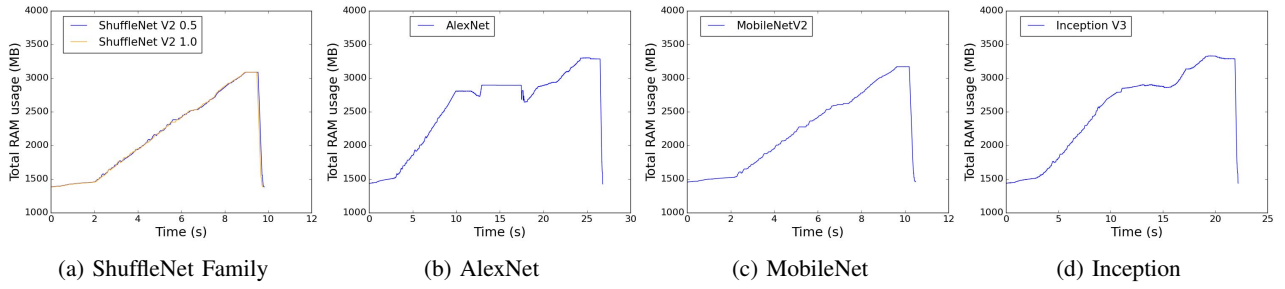 4000
3500
3000
2500
2000
1500
1000
Total RAM usage (MB)
ShuffleNet V2 0.5
ShuffleNet V2 1.0
0 2 4 6 8 10 12
Time (s)
(a) ShuffleNet Family
4000
3500
3000
2500
2000
1500
1000
Total RAM usage (MB)
AlexNet
0 5 10 15 20 25 30
Time (s)
(b) AlexNet
4000
3500
3000
2500
2000
1500
1000
Total RAM usage (MB)
MobileNetV2
0 2 4 6 8 10 12
Time (s)
(c) MobileNet
4000
3500
3000
2500
2000
1500
1000
Total RAM usage (MB)
Inception V3
0 5 10 15 20 25
Time (s)
(d) Inception